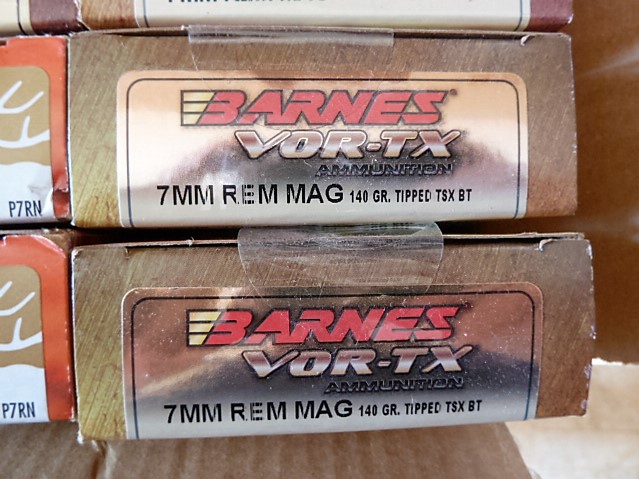 BARNES
VOR-TX
AMMUNITION
7MM REM MAG 140 GR. TIPPED TSX BT
P7RN
BARNES
VOR-TX
AMMUNITION
7MM REM MAG 140 GR. TIPPED TSX BT
P7RN